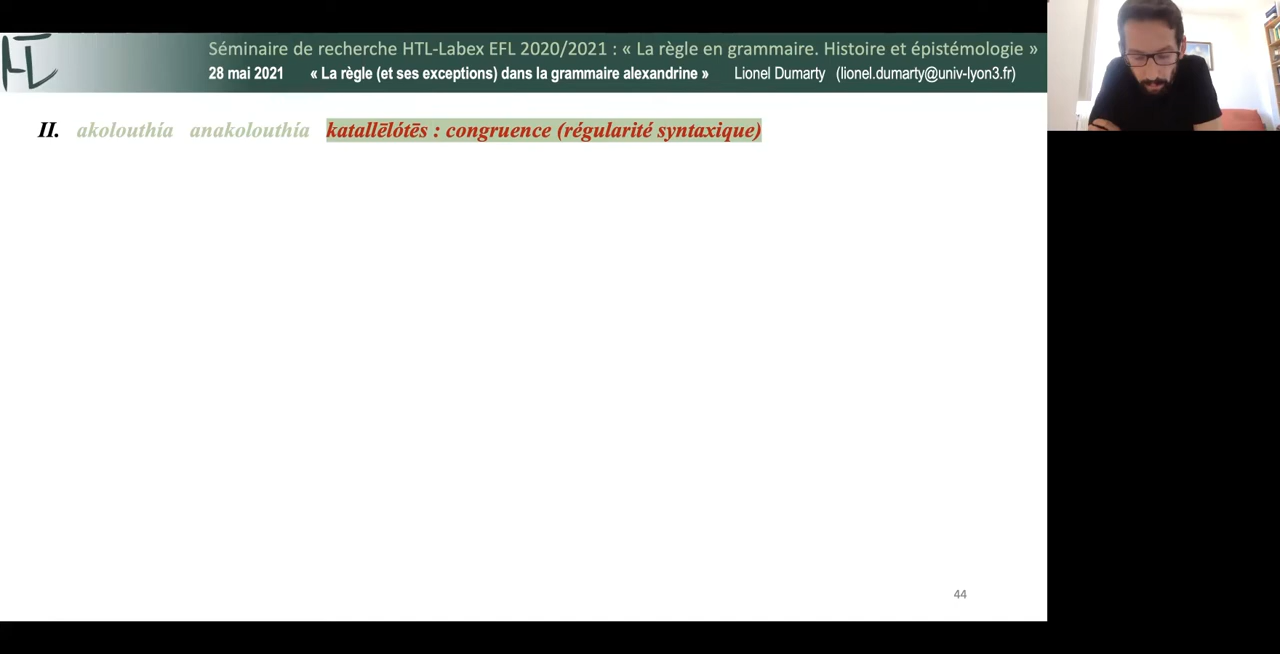 HTL
Séminaire de recherche HTL-Labex EFL 2020/2021 : « La règle en grammaire. Histoire et épistémologie »
28 mai 2021 « La règle (et ses exceptions) dans la grammaire alexandrine » Lionel Dumarty (lionel.dumarty@univ-lyon3.fr)
II. akolouthía anakolouthía katallēlótēs : congruence (régularité syntaxique)
44